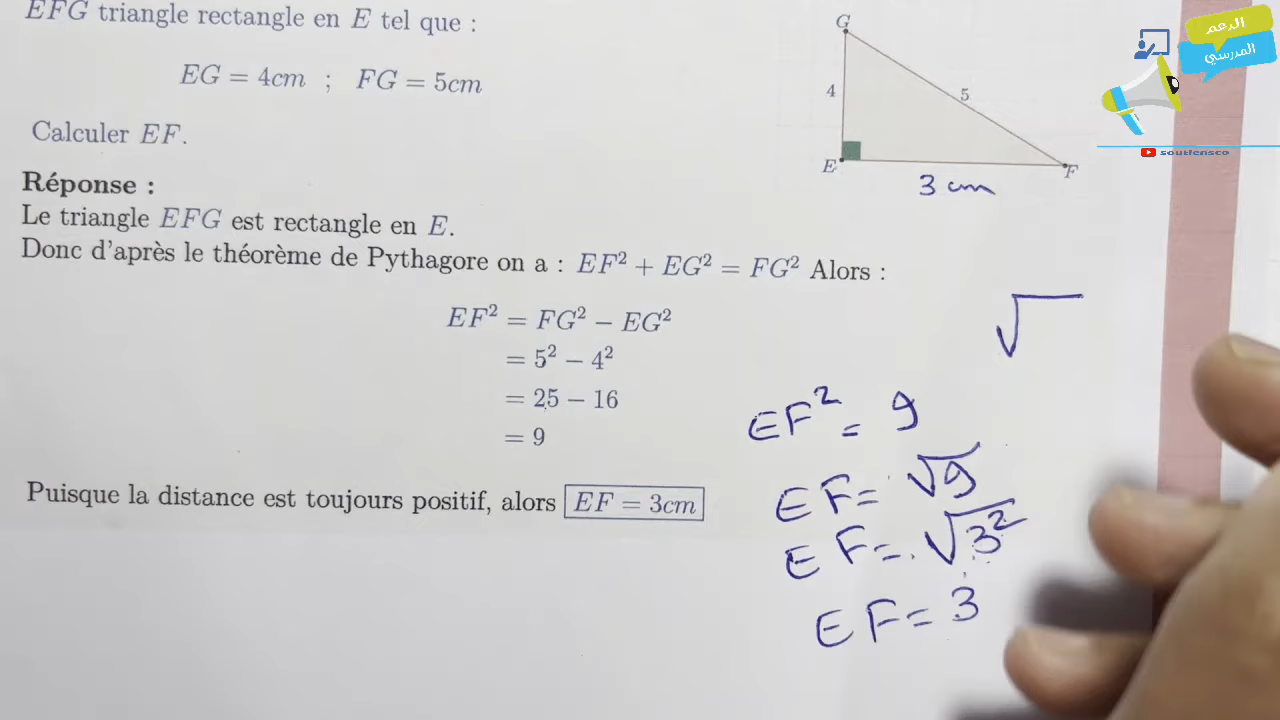 EFG triangle rectangle en E tel que :
EG = 4cm ; FG = 5cm
Calculer EF.
Réponse :
Le triangle EFG est rectangle en E.
Donc d'après le théorème de Pythagore on a : EF² + EG² = FG² Alors :
EF² = FG² − EG²
= 5² − 4²
= 25 − 16
= 9
Puisque la distance est toujours positif, alors EF = 3cm
G
4
5
E
F
3 cm
√
EF² = 9
EF = √9
EF = √3²
EF = 3
الدعم
المدرسي
soutiensco